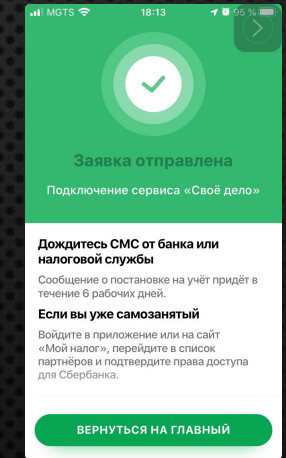 MGTS 18:13 95 %
Заявка отправлена
Подключение сервиса «Своё дело»
Дождитесь СМС от банка или
налоговой службы
Сообщение о постановке на учёт придёт в
течение 6 рабочих дней.
Если вы уже самозанятый
Войдите в приложение или на сайт
«Мой налог», перейдите в список
партнёров и подтвердите права доступа
для Сбербанка.
ВЕРНУТЬСЯ НА ГЛАВНЫЙ